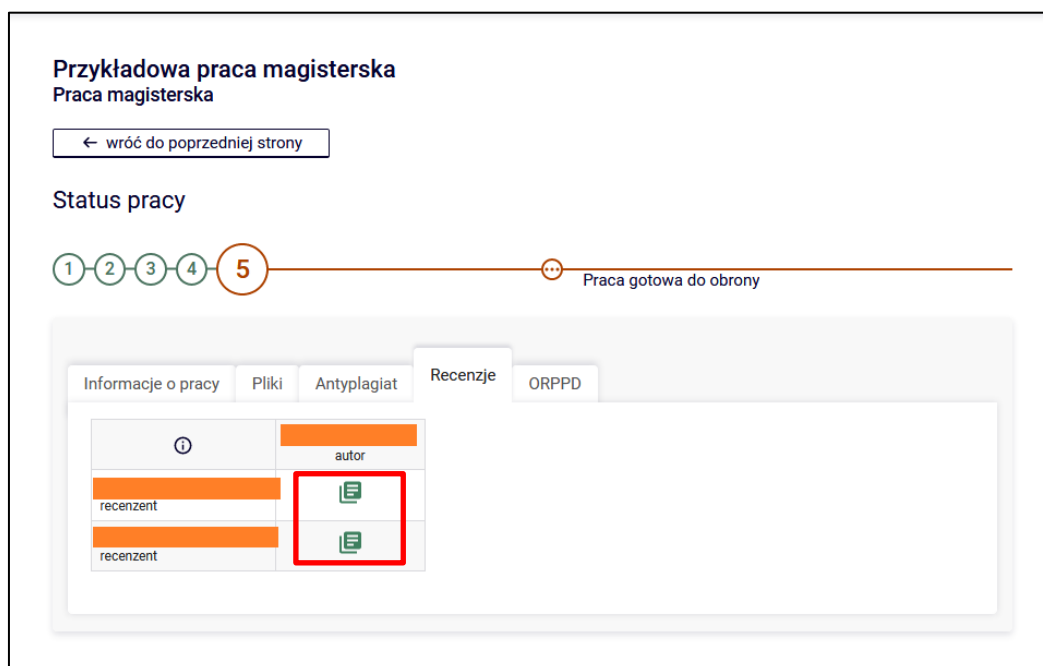 Przykładowa praca magisterska
Praca magisterska
← wróć do poprzedniej strony
Status pracy
1 2 3 4 5
Praca gotowa do obrony
Informacje o pracy Pliki Antyplagiat Recenzje ORPPD
autor
recenzent
recenzent